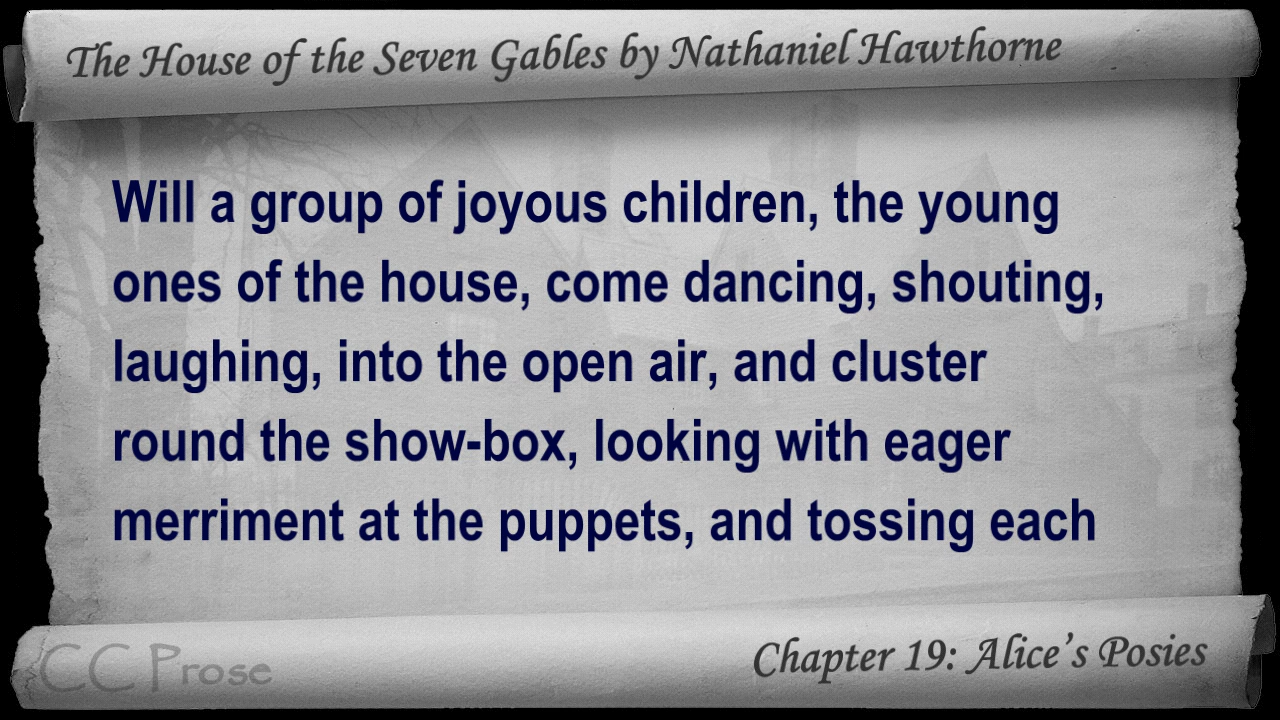 The House of the Seven Gables by Nathaniel Hawthorne
Will a group of joyous children, the young
ones of the house, come dancing, shouting,
laughing, into the open air, and cluster
round the show-box, looking with eager
merriment at the puppets, and tossing each
CC Prose
Chapter 19: Alice's Posies